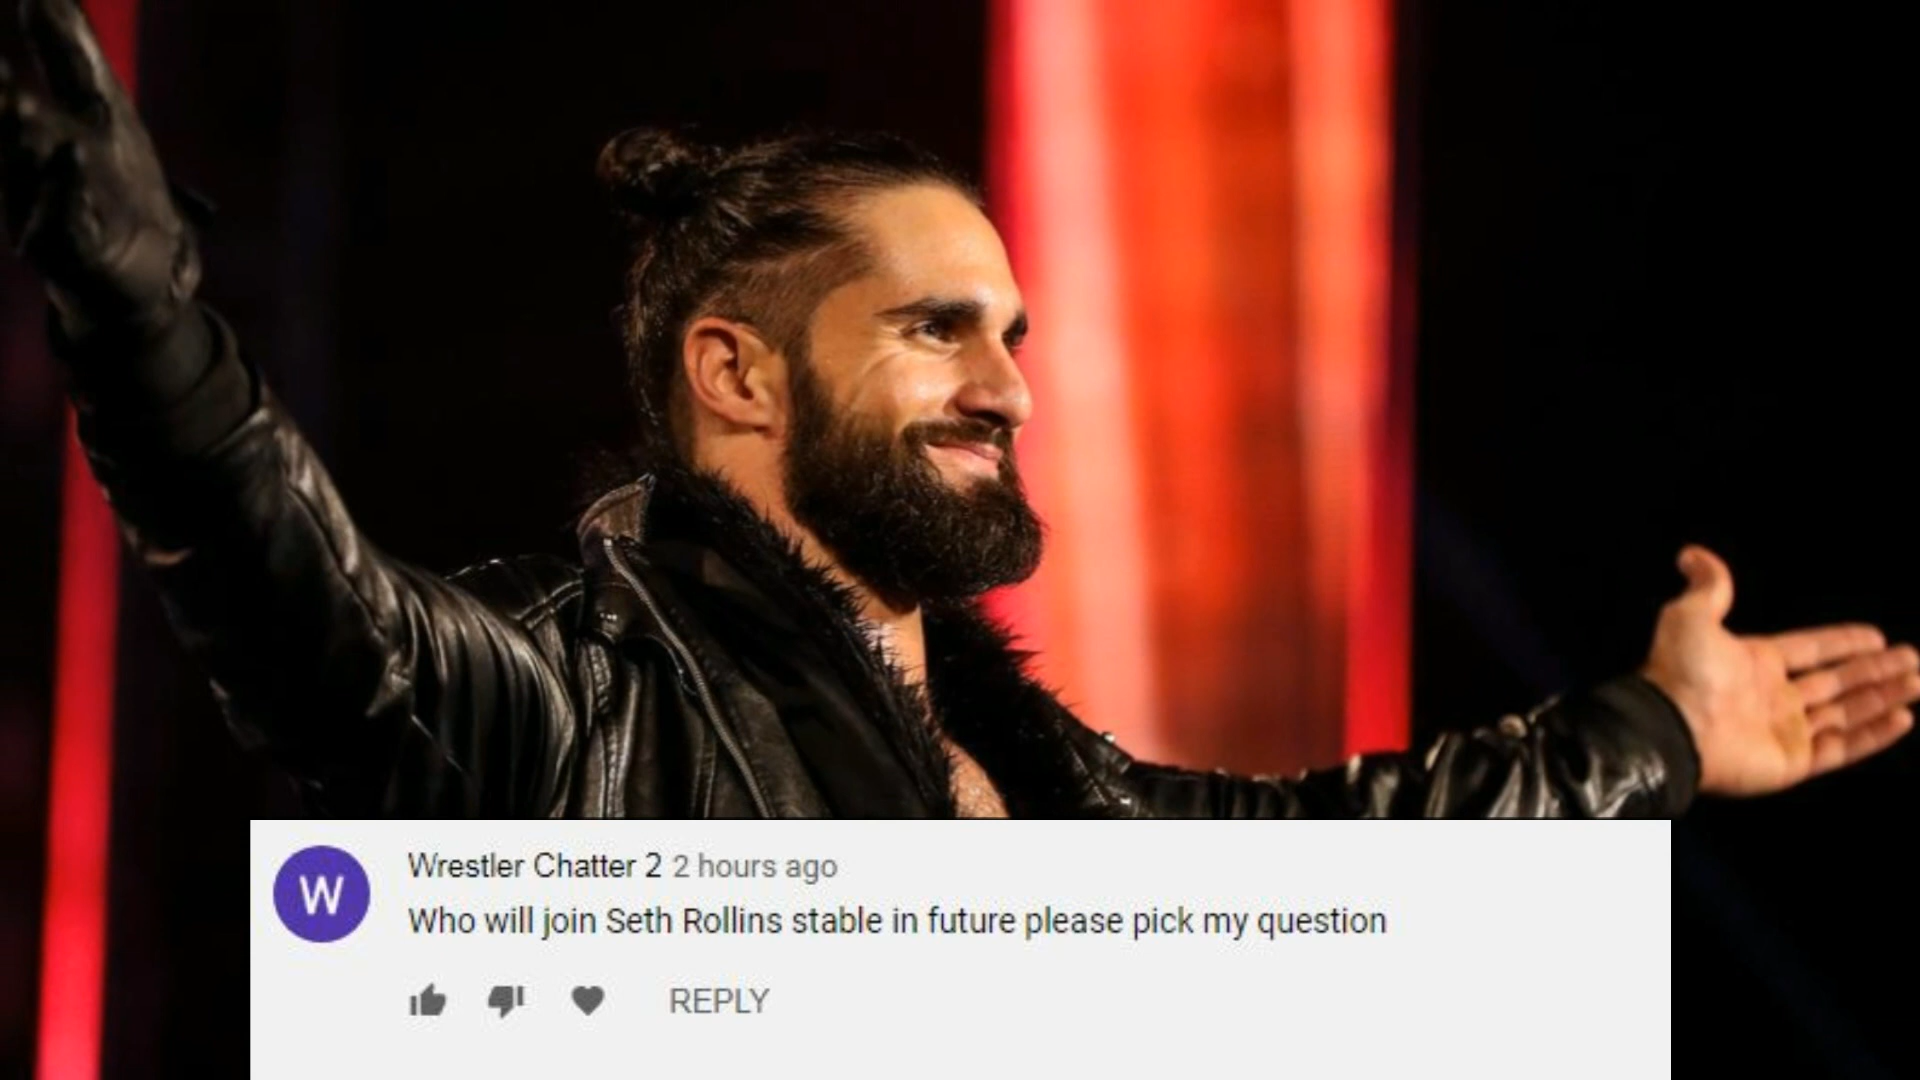 W
Wrestler Chatter 2 2 hours ago
Who will join Seth Rollins stable in future please pick my question
REPLY